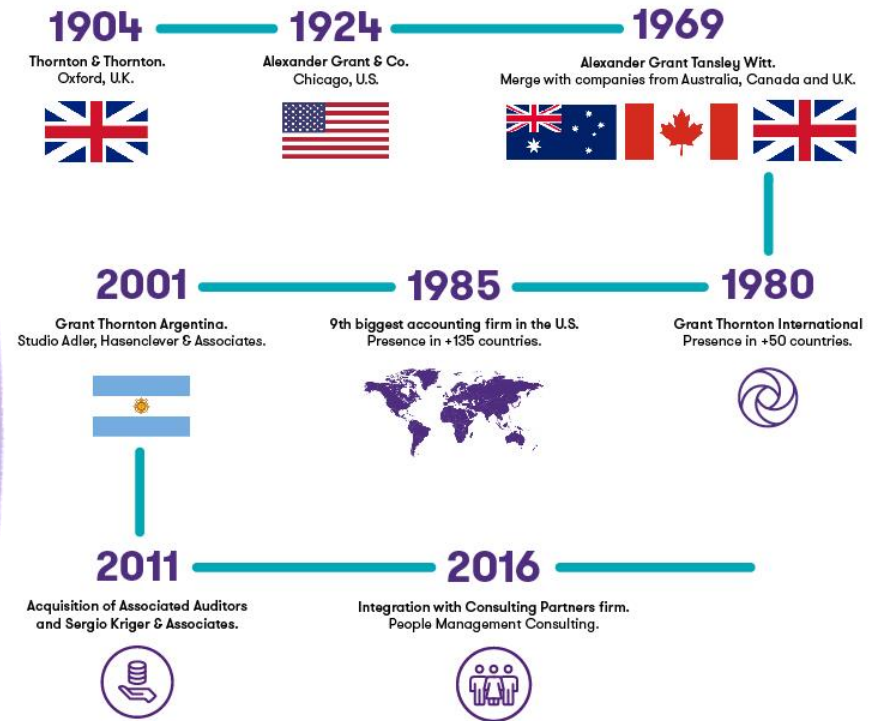 1904
Thornton & Thornton.
Oxford, U.K.
1924
Alexander Grant & Co.
Chicago, U.S.
1969
Alexander Grant Tansley Witt.
Merge with companies from Australia, Canada and U.K.
1980
Grant Thornton International
Presence in +50 countries.
1985
9th biggest accounting firm in the U.S.
Presence in +135 countries.
2001
Grant Thornton Argentina.
Studio Adler, Hasenclever & Associates.
2011
Acquisition of Associated Auditors
and Sergio Kriger & Associates.
2016
Integration with Consulting Partners firm.
People Management Consulting.